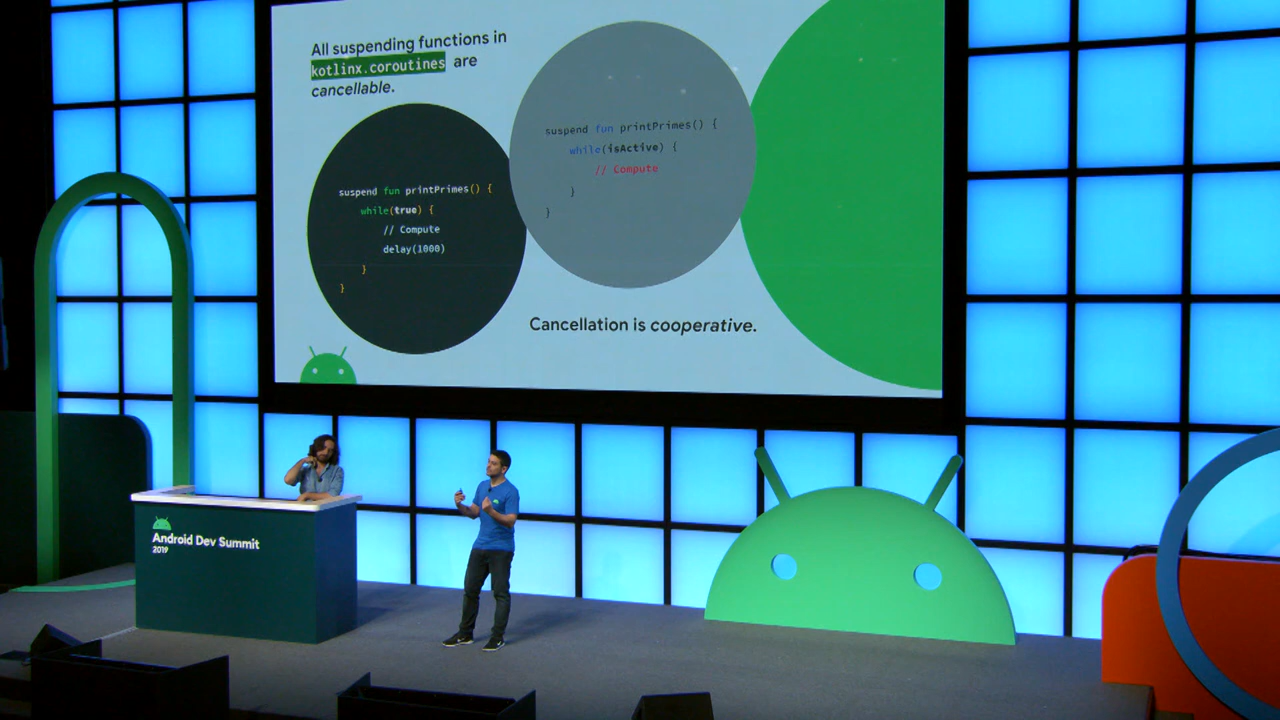 All suspending functions in
kotlinx.coroutines are
cancellable.
suspend fun printPrimes() {
while(true) {
// Compute
delay(1000)
}
}
suspend fun printPrimes() {
while(isActive) {
// Compute
}
}
Cancellation is cooperative.
Android Dev Summit
2019